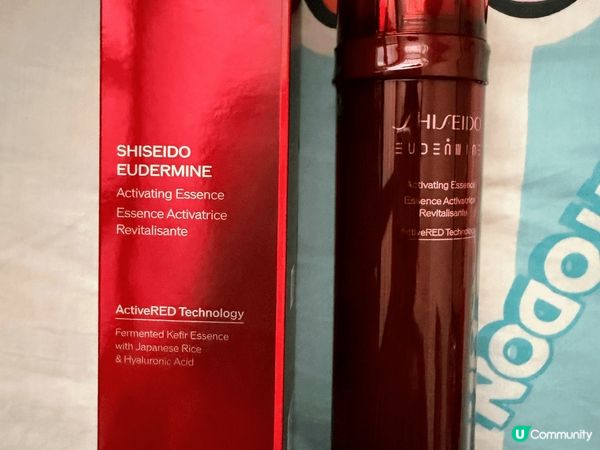 SHISEIDO
EUDERMINE
Activating Essence
Essence Activatrice
Revitalisante
ActiveRED Technology
Fermented Kefir Essence
with Japanese Rice
& Hyaluronic Acid
SHISEIDO
EUDERMINE
Activating Essence
Essence Activatrice
Revitalisante
ActiveRED Technology
TODON
U Community